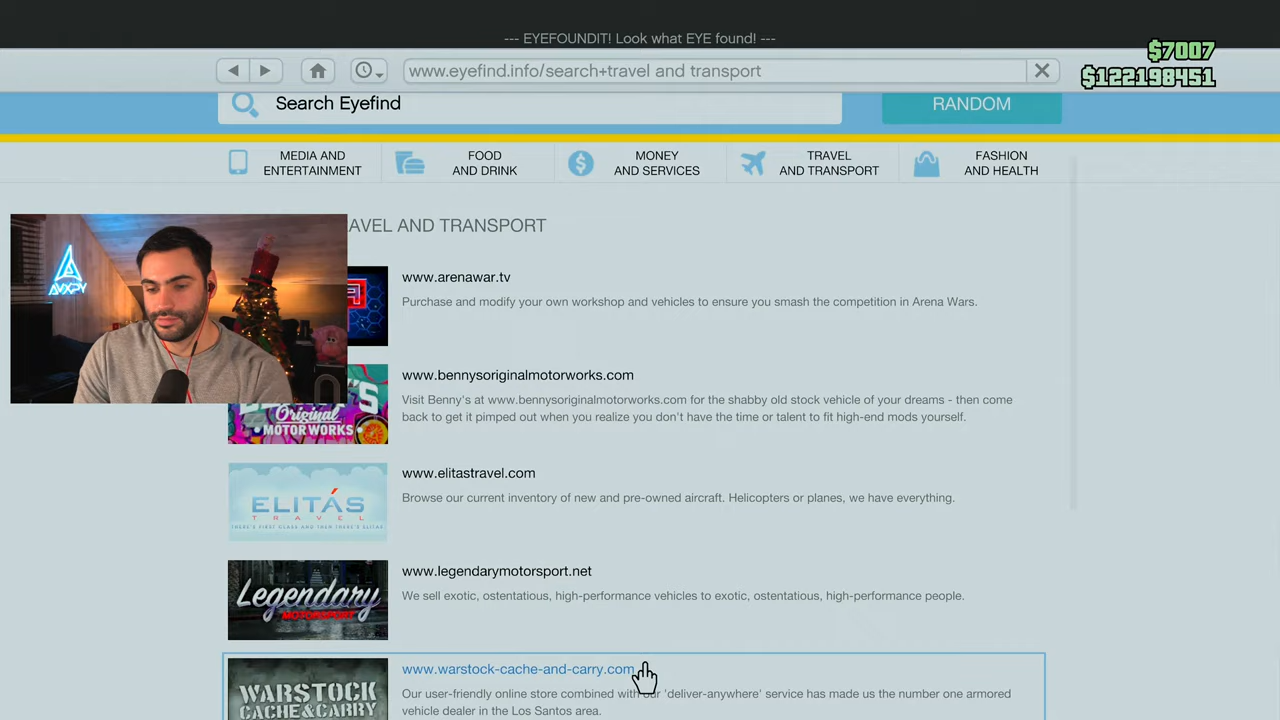 --- EYEFOUNDIT! Look what EYE found! ---
$7007
$122198451
www.eyefind.info/search+travel and transport
Search Eyefind
RANDOM
MEDIA AND
ENTERTAINMENT
FOOD
AND DRINK
MONEY
AND SERVICES
TRAVEL
AND TRANSPORT
FASHION
AND HEALTH
AVEL AND TRANSPORT
AVXPY
www.arenawar.tv
Purchase and modify your own workshop and vehicles to ensure you smash the competition in Arena Wars.
www.bennysoriginalmotorworks.com
Visit Benny's at www.bennysoriginalmotorworks.com for the shabby old stock vehicle of your dreams - then come
back to get it pimped out when you realize you don't have the time or talent to fit high-end mods yourself.
Original
MOTOR WORKS
www.elitastravel.com
Browse our current inventory of new and pre-owned aircraft. Helicopters or planes, we have everything.
ELITÁS
TRAVEL
THERE'S FIRST CLASS AND THEN THERE'S ELITAS
www.legendarymotorsport.net
We sell exotic, ostentatious, high-performance vehicles to exotic, ostentatious, high-performance people.
Legendary
MOTORSPORT
www.warstock-cache-and-carry.com
Our user-friendly online store combined with our 'deliver-anywhere' service has made us the number one armored
vehicle dealer in the Los Santos area.
WARSTOCK
CACHE & CARRY